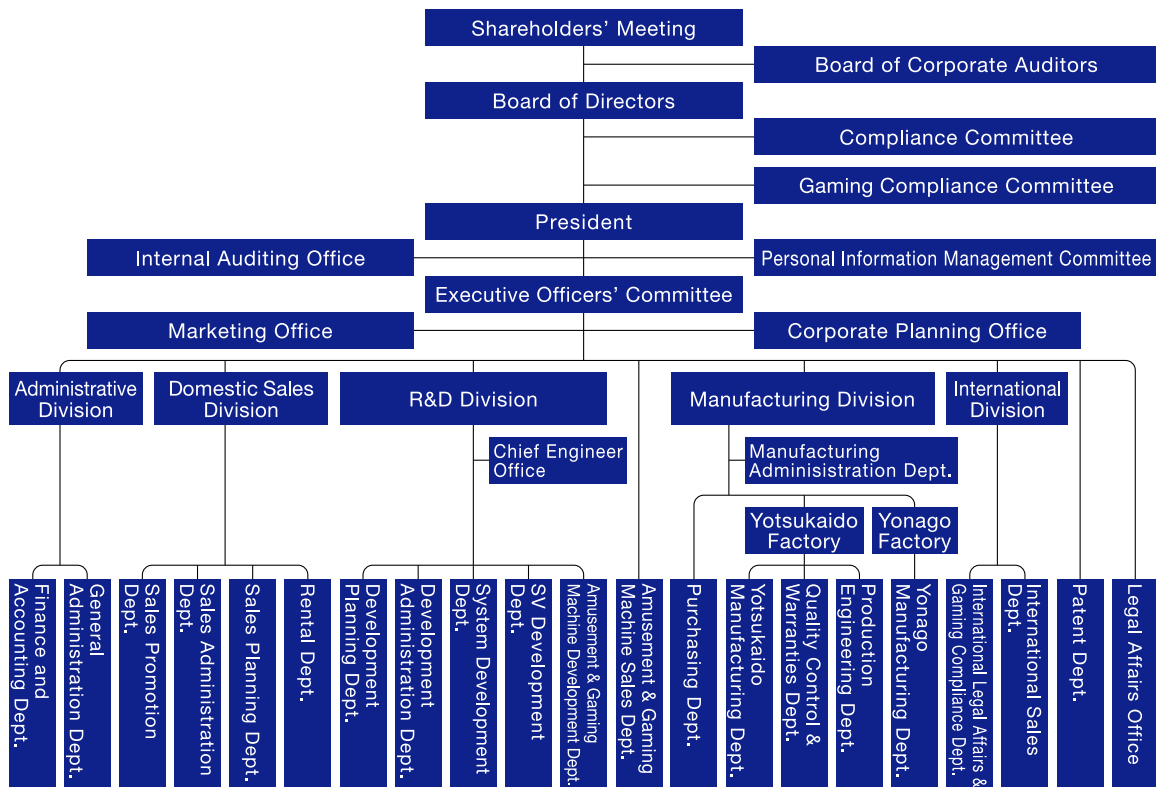 Shareholders' Meeting
Board of Corporate Auditors
Board of Directors
Compliance Committee
Gaming Compliance Committee
President
Internal Auditing Office
Personal Information Management Committee
Executive Officers' Committee
Marketing Office
Corporate Planning Office
Administrative
Division
Domestic Sales
Division
R&D Division
Manufacturing Division
International
Division
Chief Engineer
Office
Manufacturing
Adminisistration Dept.
Yotsukaido
Factory
Yonago
Factory
Finance and
Accounting Dept.
General
Administration Dept.
Sales Promotion
Dept.
Sales Administration
Dept.
Sales Planning Dept.
Rental Dept.
Development
Planning Dept.
Development
Administration Dept.
System Development
Dept.
SV Development
Dept.
Amusement & Gaming
Machine Development Dept.
Amusement & Gaming
Machine Sales Dept.
Purchasing Dept.
Yotsukaido
Manufacturing Dept.
Quality Control &
Warranties Dept.
Production
Engineering Dept.
Yonago
Manufacturing Dept.
International Legal Affairs &
Gaming Compliance Dept.
International Sales
Dept.
Patent Dept.
Legal Affairs Office